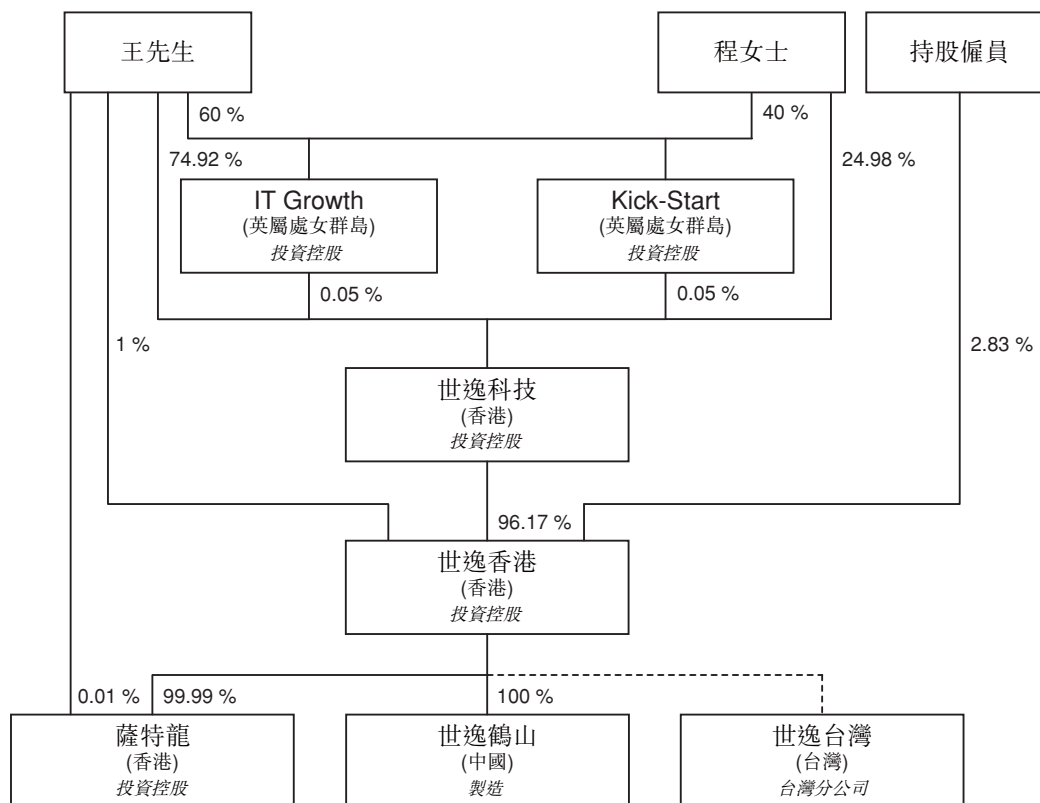 王先生
程女士
持股僱員
60 %
40 %
74.92 %
24.98 %
IT Growth
(英屬處女群島)
投資控股
Kick-Start
(英屬處女群島)
投資控股
0.05 %
0.05 %
1 %
2.83 %
世逸科技
(香港)
投資控股
96.17 %
世逸香港
(香港)
投資控股
0.01 %
99.99 %
100 %
薩特龍
(香港)
投資控股
世逸鶴山
(中國)
製造
世逸台灣
(台灣)
台灣分公司